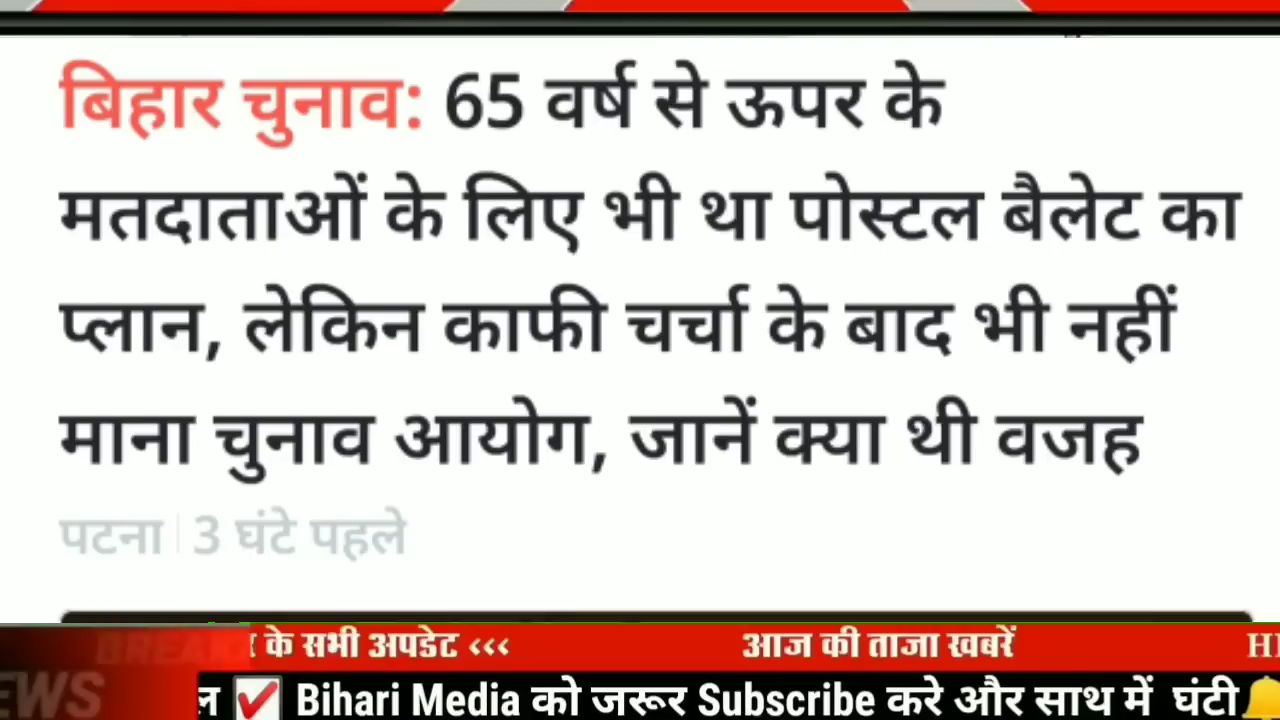 बिहार चुनाव: 65 वर्ष से ऊपर के
मतदाताओं के लिए भी था पोस्टल बैलेट का
प्लान, लेकिन काफी चर्चा के बाद भी नहीं
माना चुनाव आयोग, जानें क्या थी वजह
पटना | 3 घंटे पहले
के सभी अपडेट <<< आज की ताजा खबरें
Bihari Media को जरूर Subscribe करे और साथ में घंटी